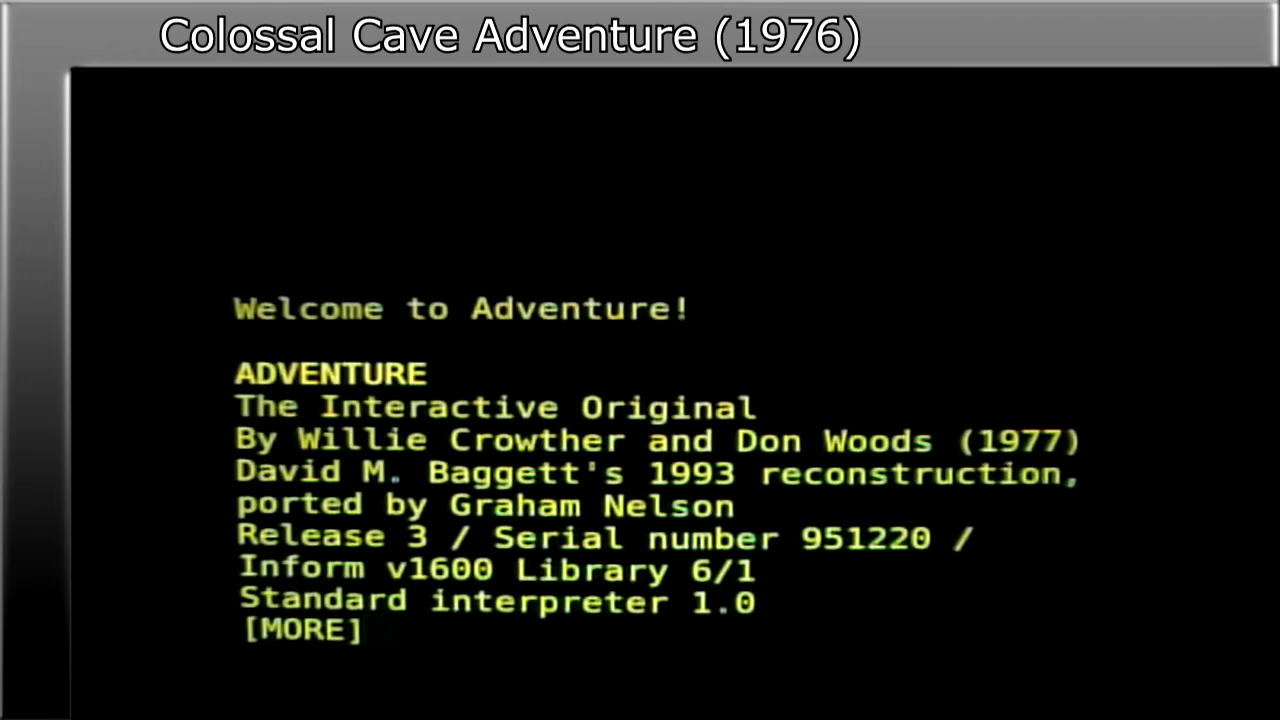 Colossal Cave Adventure (1976)
Welcome to Adventure!
ADVENTURE
The Interactive Original
By Willie Crowther and Don Woods (1977)
David M. Baggett's 1993 reconstruction,
ported by Graham Nelson
Release 3 / Serial number 951220 /
Inform v1600 Library 6/1
Standard interpreter 1.0
[MORE]